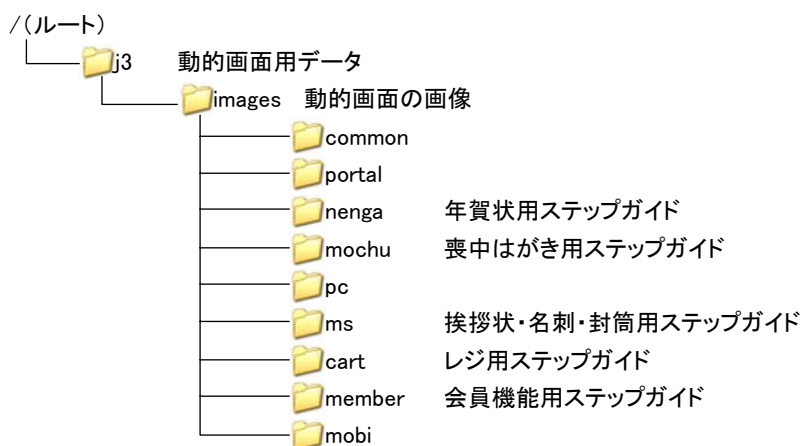 /(ルート)
j3 動的画面用データ
images 動的画面の画像
common
portal
nenga 年賀状用ステップガイド
mochu 喪中はがき用ステップガイド
pc
ms 挨拶状・名刺・封筒用ステップガイド
cart レジ用ステップガイド
member 会員機能用ステップガイド
mobi